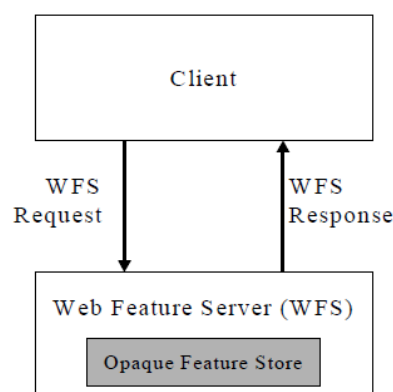 Client
WFS
Request
WFS
Response
Web Feature Server (WFS)
Opaque Feature Store